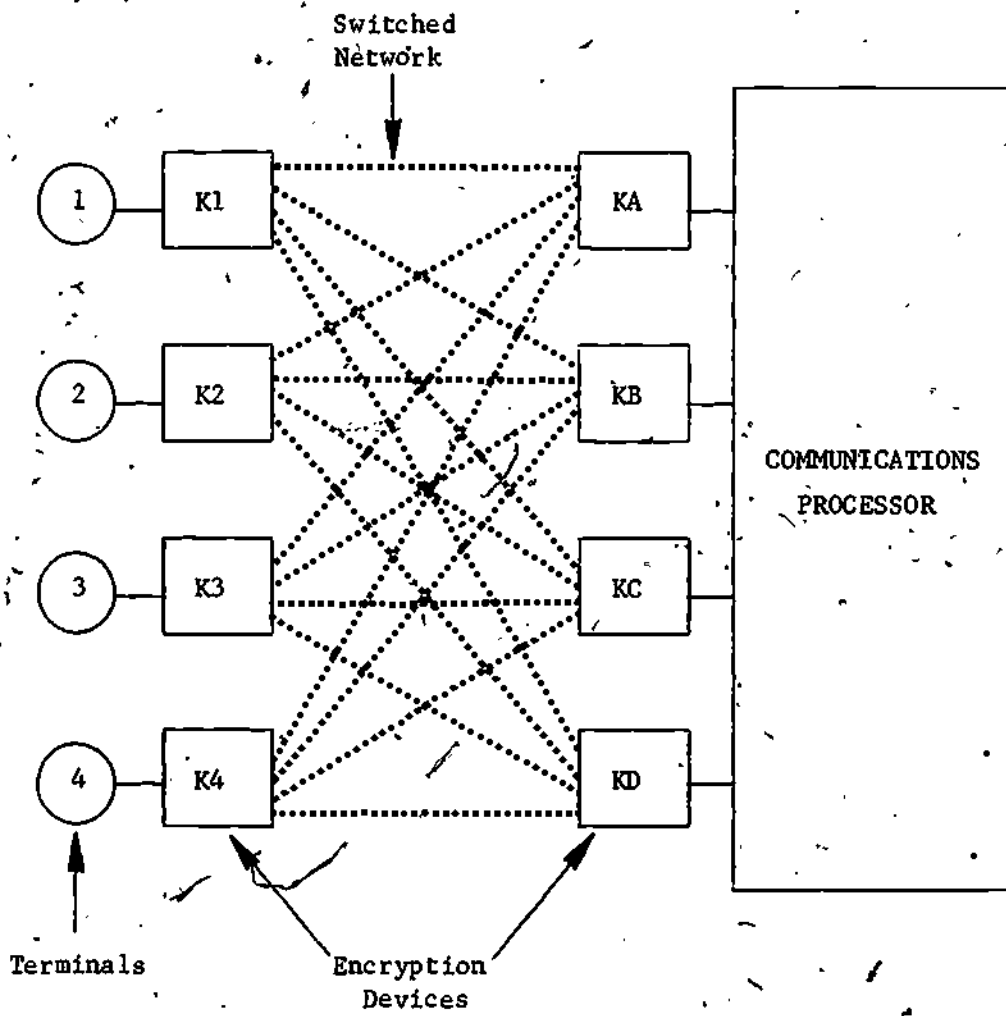 Switched
Network
1
K1
KA
2
K2
KB
COMMUNICATIONS
PROCESSOR
3
K3
KC
4
K4
KD
Terminals
Encryption
Devices